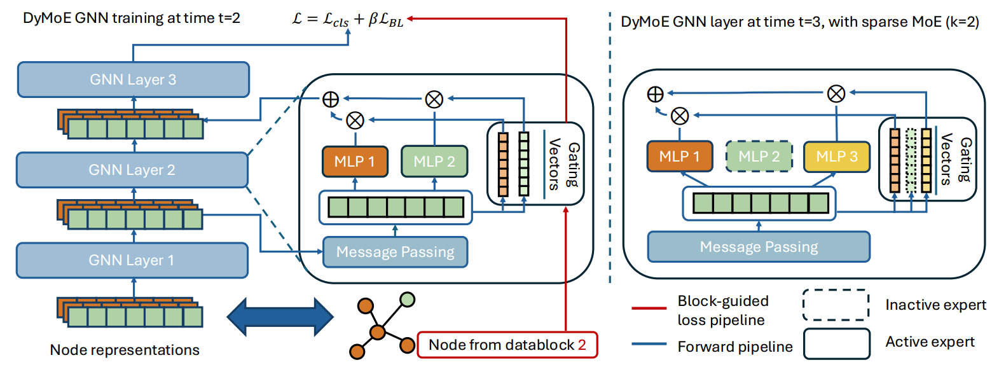 DyMoE GNN training at time t=2
ℒ = ℒ_cls + βℒ_BL
GNN Layer 3
GNN Layer 2
GNN Layer 1
Node representations
MLP 1
MLP 2
Gating
Vectors
Message Passing
Node from datablock 2
DyMoE GNN layer at time t=3, with sparse MoE (k=2)
MLP 1
MLP 2
MLP 3
Gating
Vectors
Message Passing
Block-guided
loss pipeline
Forward pipeline
Inactive expert
Active expert